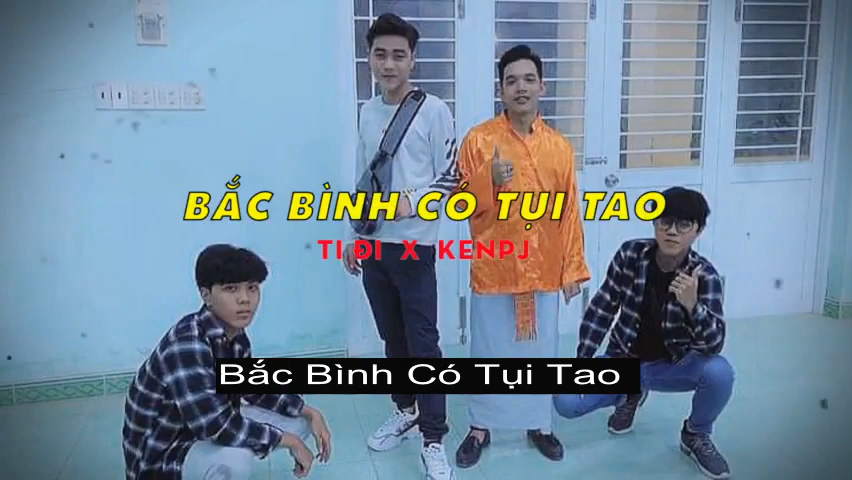 BẮC BÌNH CÓ TỤI TAO
TI ĐI X KENPJ
Bắc Bình Có Tụi Tao